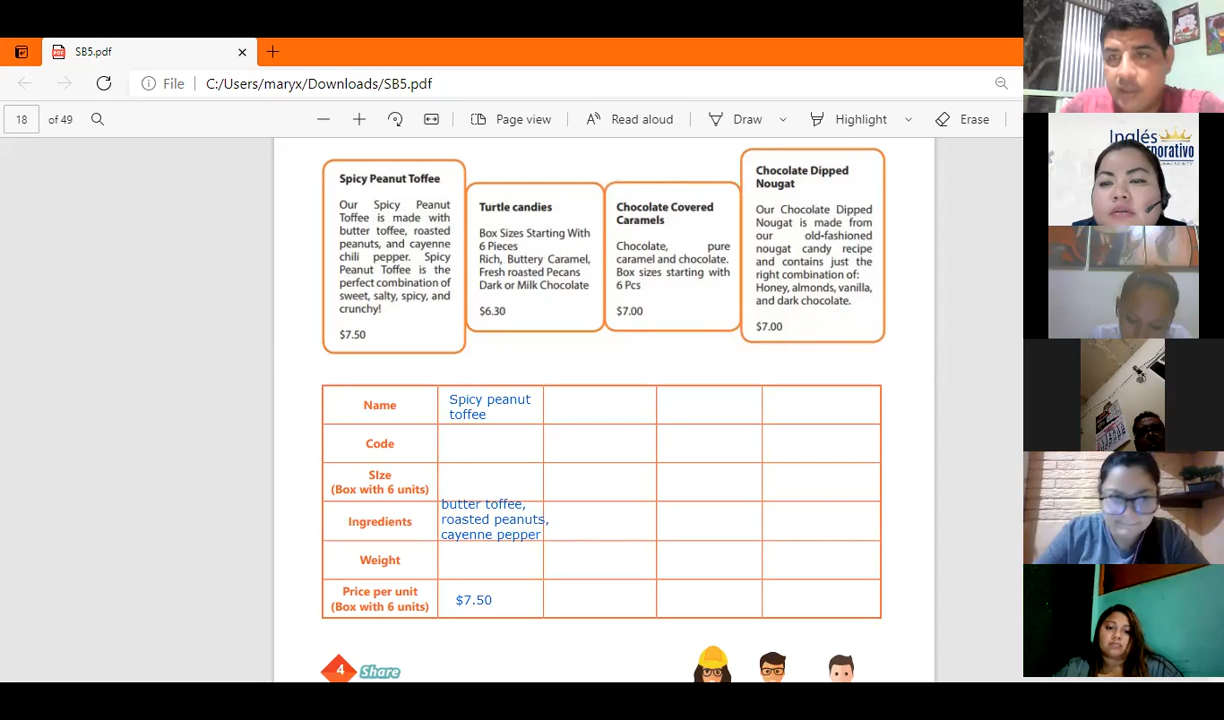 SB5.pdf
File
C:/Users/maryx/Downloads/SB5.pdf
18
of 49
Page view
Read aloud
Draw
Highlight
Erase
Spicy Peanut Toffee
Our Spicy Peanut
Toffee is made with
butter toffee, roasted
peanuts, and cayenne
chili pepper. Spicy
Peanut Toffee is the
perfect combination of
sweet, salty, spicy, and
crunchy!
$7.50
Turtle candies
Box Sizes Starting With
6 Pieces
Rich, Buttery Caramel,
Fresh roasted Pecans
Dark or Milk Chocolate
$6.30
Chocolate Covered
Caramels
Chocolate, pure
caramel and chocolate.
Box sizes starting with
6 Pcs
$7.00
Chocolate Dipped
Nougat
Our Chocolate Dipped
Nougat is made from
our old-fashioned
nougat candy recipe
and contains just the
right combination of:
Honey, almonds, vanilla,
and dark chocolate.
$7.00
Name
Spicy peanut
toffee
Code
SIze
(Box with 6 units)
Ingredients
butter toffee,
roasted peanuts,
cayenne pepper
Weight
Price per unit
(Box with 6 units)
$7.50
4 Share
Inglés